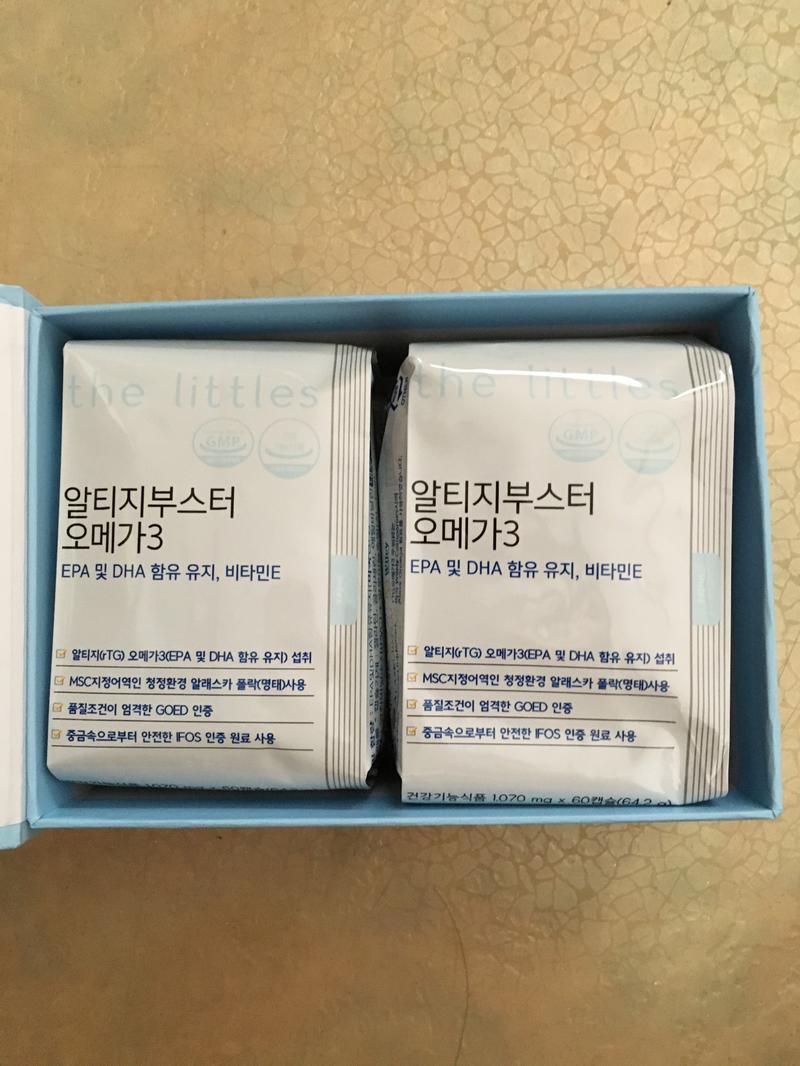 the littles
GMP
알티지부스터
오메가3
EPA 및 DHA 함유 유지, 비타민E
알티지(rTG) 오메가3(EPA 및 DHA 함유 유지) 섭취
MSC지정어역인 청정환경 알래스카 폴락(명태)사용
품질조건이 엄격한 GOED 인증
중금속으로부터 안전한 IFOS 인증 원료 사용
the littles
GMP
알티지부스터
오메가3
EPA 및 DHA 함유 유지, 비타민E
알티지(rTG) 오메가3(EPA 및 DHA 함유 유지) 섭취
MSC지정어역인 청정환경 알래스카 폴락(명태)사용
품질조건이 엄격한 GOED 인증
중금속으로부터 안전한 IFOS 인증 원료 사용
건강기능식품 1,070 mg x 60캡슐(64.2 g)